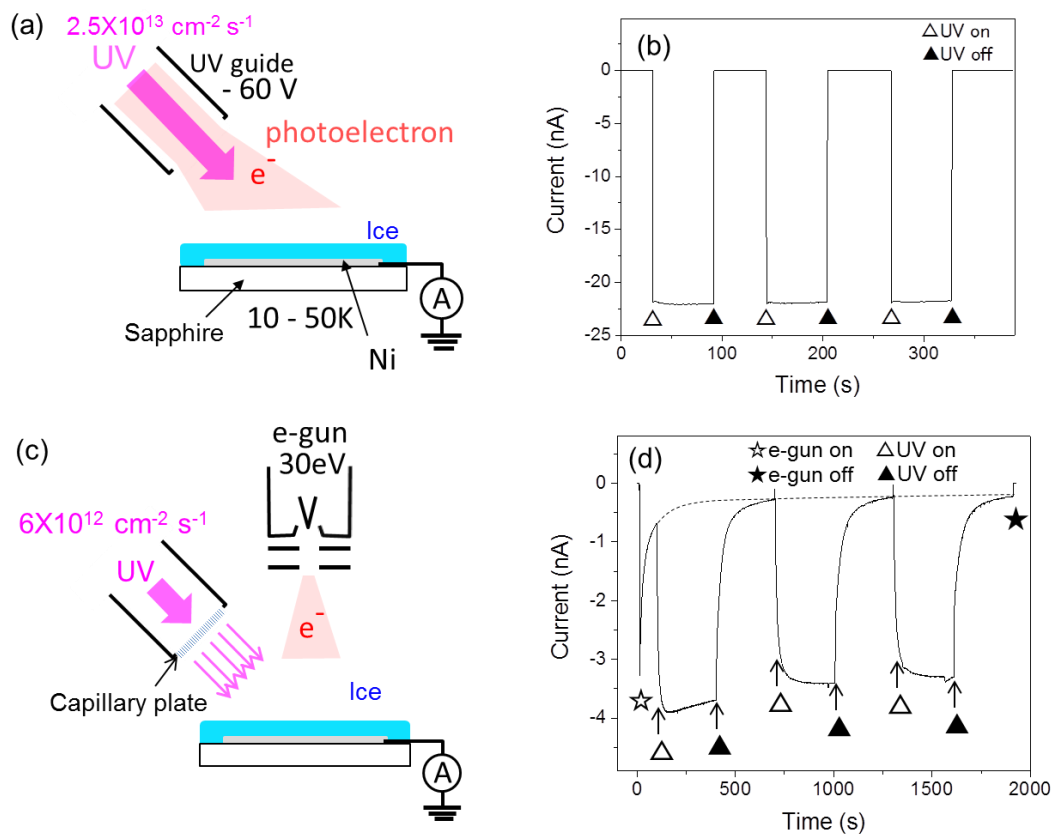 (a)
2.5X10¹³ cm⁻² s⁻¹
UV
UV guide
- 60 V
photoelectron
e⁻
Ice
A
Sapphire
10 - 50K
Ni
(b)
△ UV on
▲ UV off
Current (nA)
0
-5
-10
-15
-20
-25
0 100 200 300
Time (s)
(c)
e-gun
30eV
6X10¹² cm⁻² s⁻¹
UV
e⁻
Capillary plate
Ice
A
(d)
☆ e-gun on △ UV on
★ e-gun off ▲ UV off
Current (nA)
0
-1
-2
-3
-4
0 500 1000 1500 2000
Time (s)